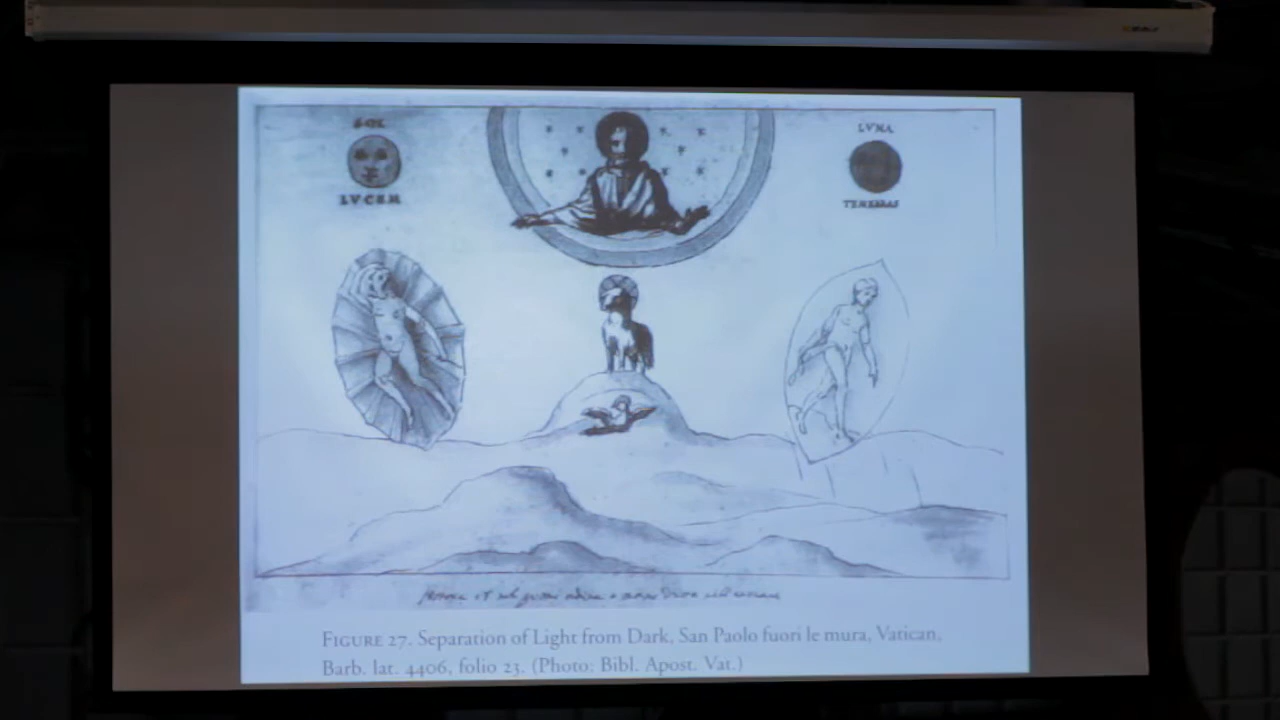 SOL
LVNA
LVCEM
TENEBRAS
FIGURE 27. Separation of Light from Dark, San Paolo fuori le mura, Vatican,
Barb. lat. 4406, folio 23. (Photo: Bibl. Apost. Vat.)